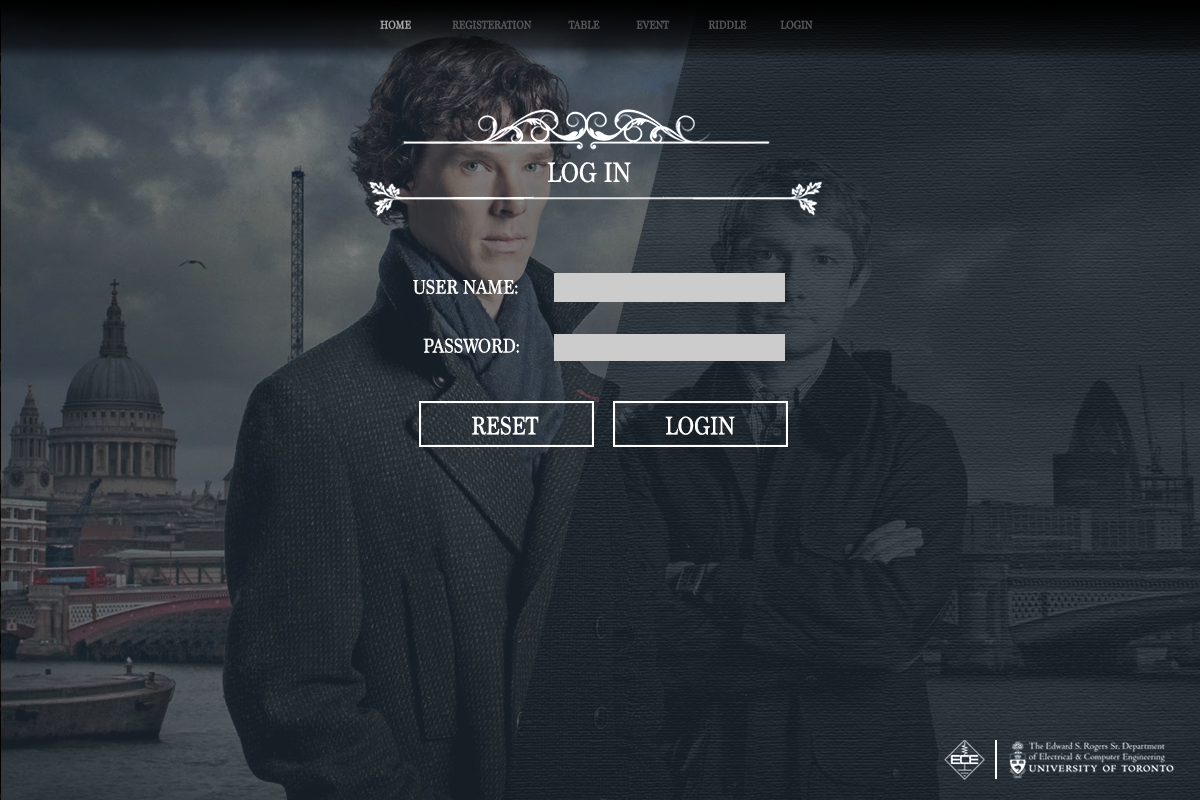 HOME REGISTERATION TABLE EVENT RIDDLE LOGIN
LOG IN
USER NAME:
PASSWORD:
RESET LOGIN
ECE
The Edward S. Rogers Sr. Department
of Electrical & Computer Engineering
UNIVERSITY OF TORONTO